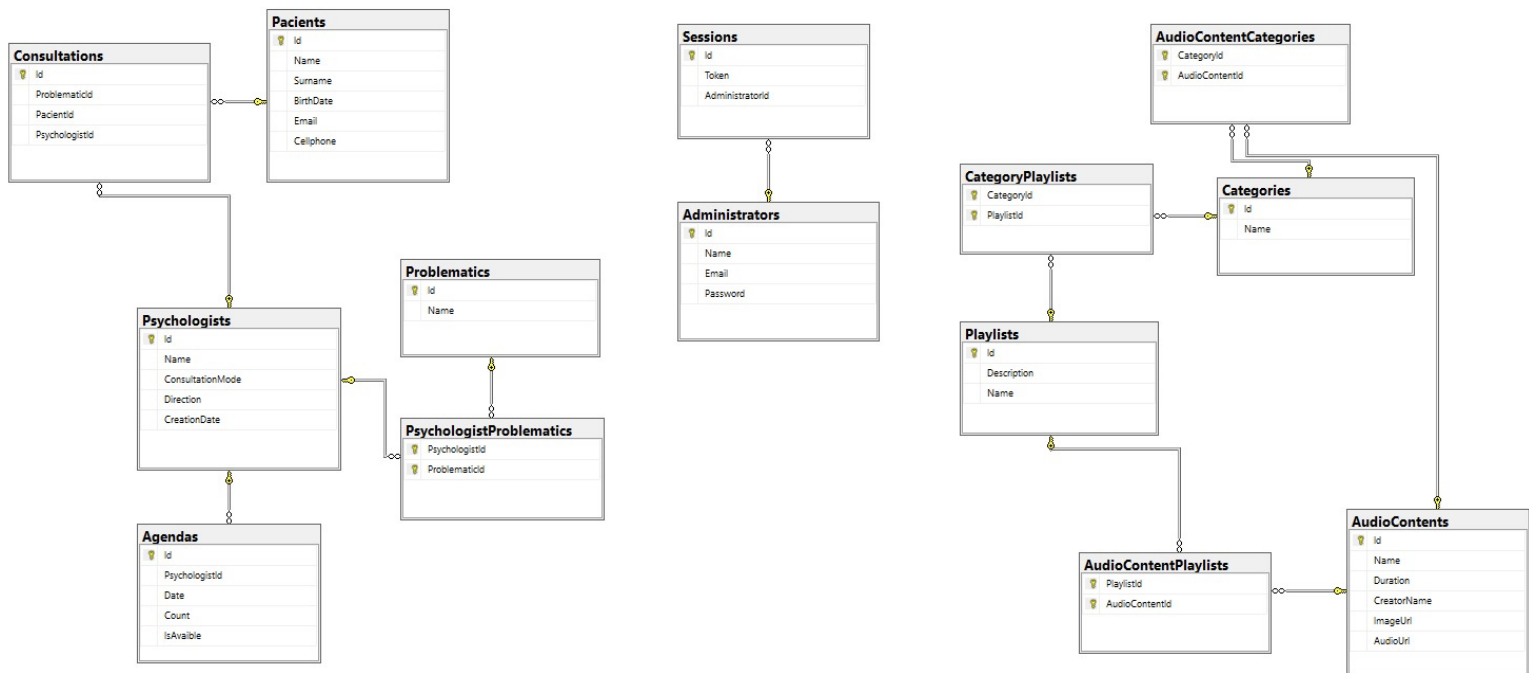 Consultations
Id
ProblematicId
PacientId
PsychologistId
Pacients
Id
Name
Surname
BirthDate
Email
Cellphone
Psychologists
Id
Name
ConsultationMode
Direction
CreationDate
Problematics
Id
Name
PsychologistProblematics
PsychologistId
ProblematicId
Agendas
Id
PsychologistId
Date
Count
IsAvaible
Sessions
Id
Token
AdministratorId
Administrators
Id
Name
Email
Password
AudioContentCategories
CategoryId
AudioContentId
CategoryPlaylists
CategoryId
PlaylistId
Categories
Id
Name
Playlists
Id
Description
Name
AudioContentPlaylists
PlaylistId
AudioContentId
AudioContents
Id
Name
Duration
CreatorName
ImageUrl
AudioUrl